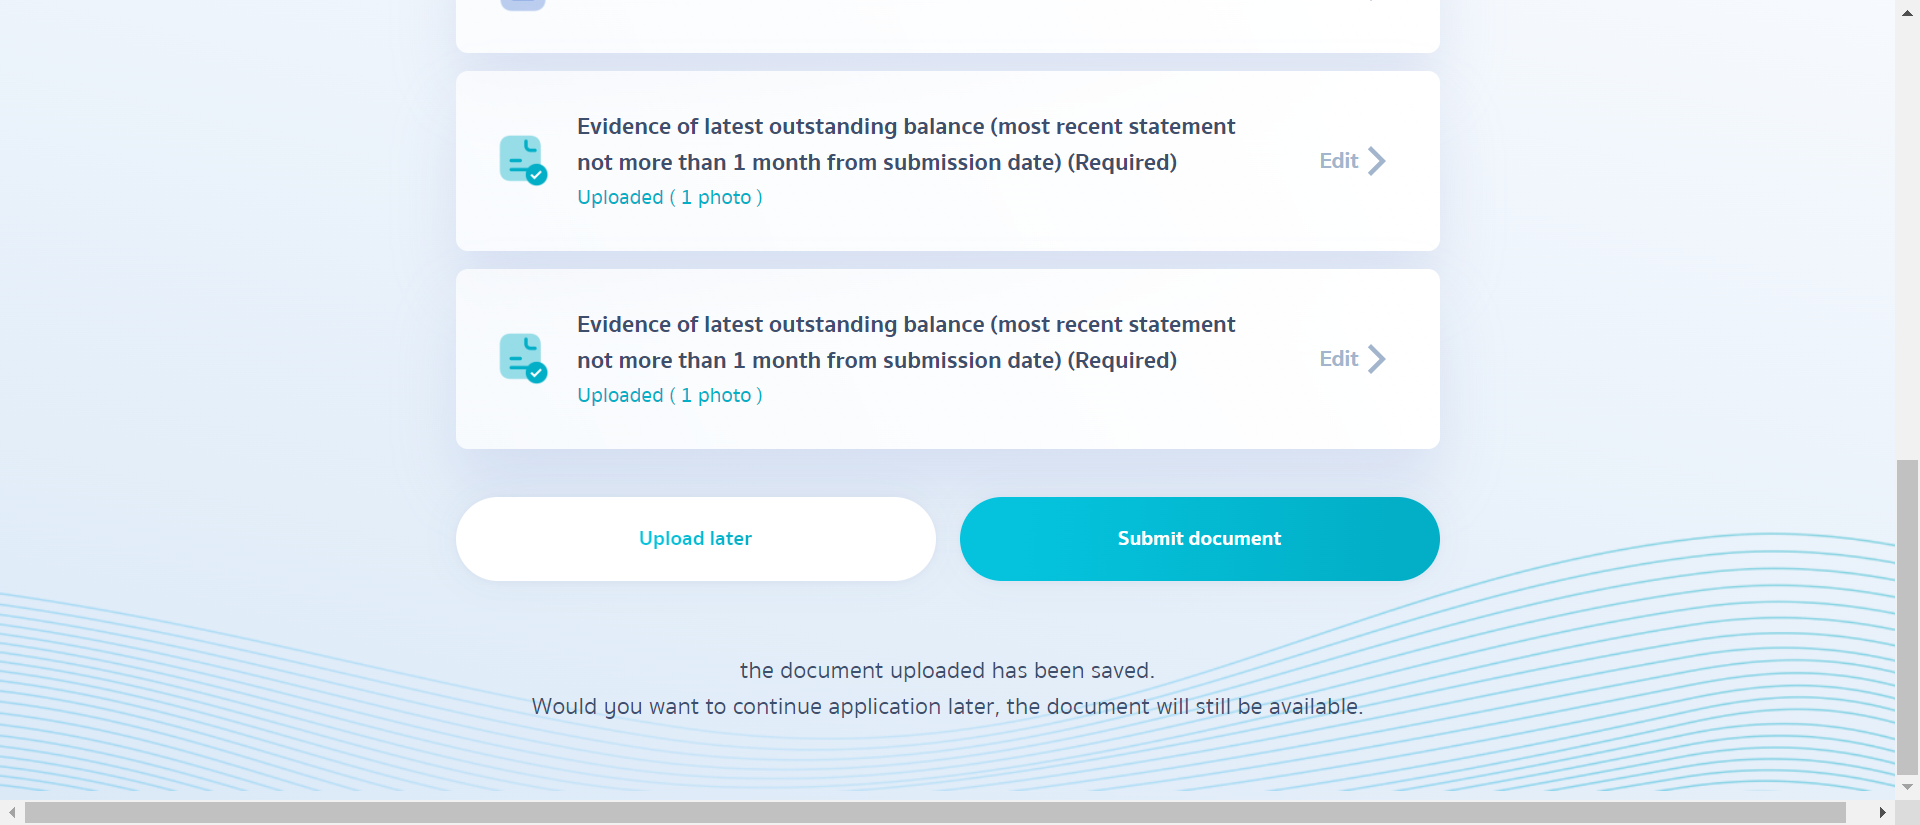 Evidence of latest outstanding balance (most recent statement
not more than 1 month from submission date) (Required)
Uploaded ( 1 photo )
Edit
Evidence of latest outstanding balance (most recent statement
not more than 1 month from submission date) (Required)
Uploaded ( 1 photo )
Edit
Upload later
Submit document
the document uploaded has been saved.
Would you want to continue application later, the document will still be available.